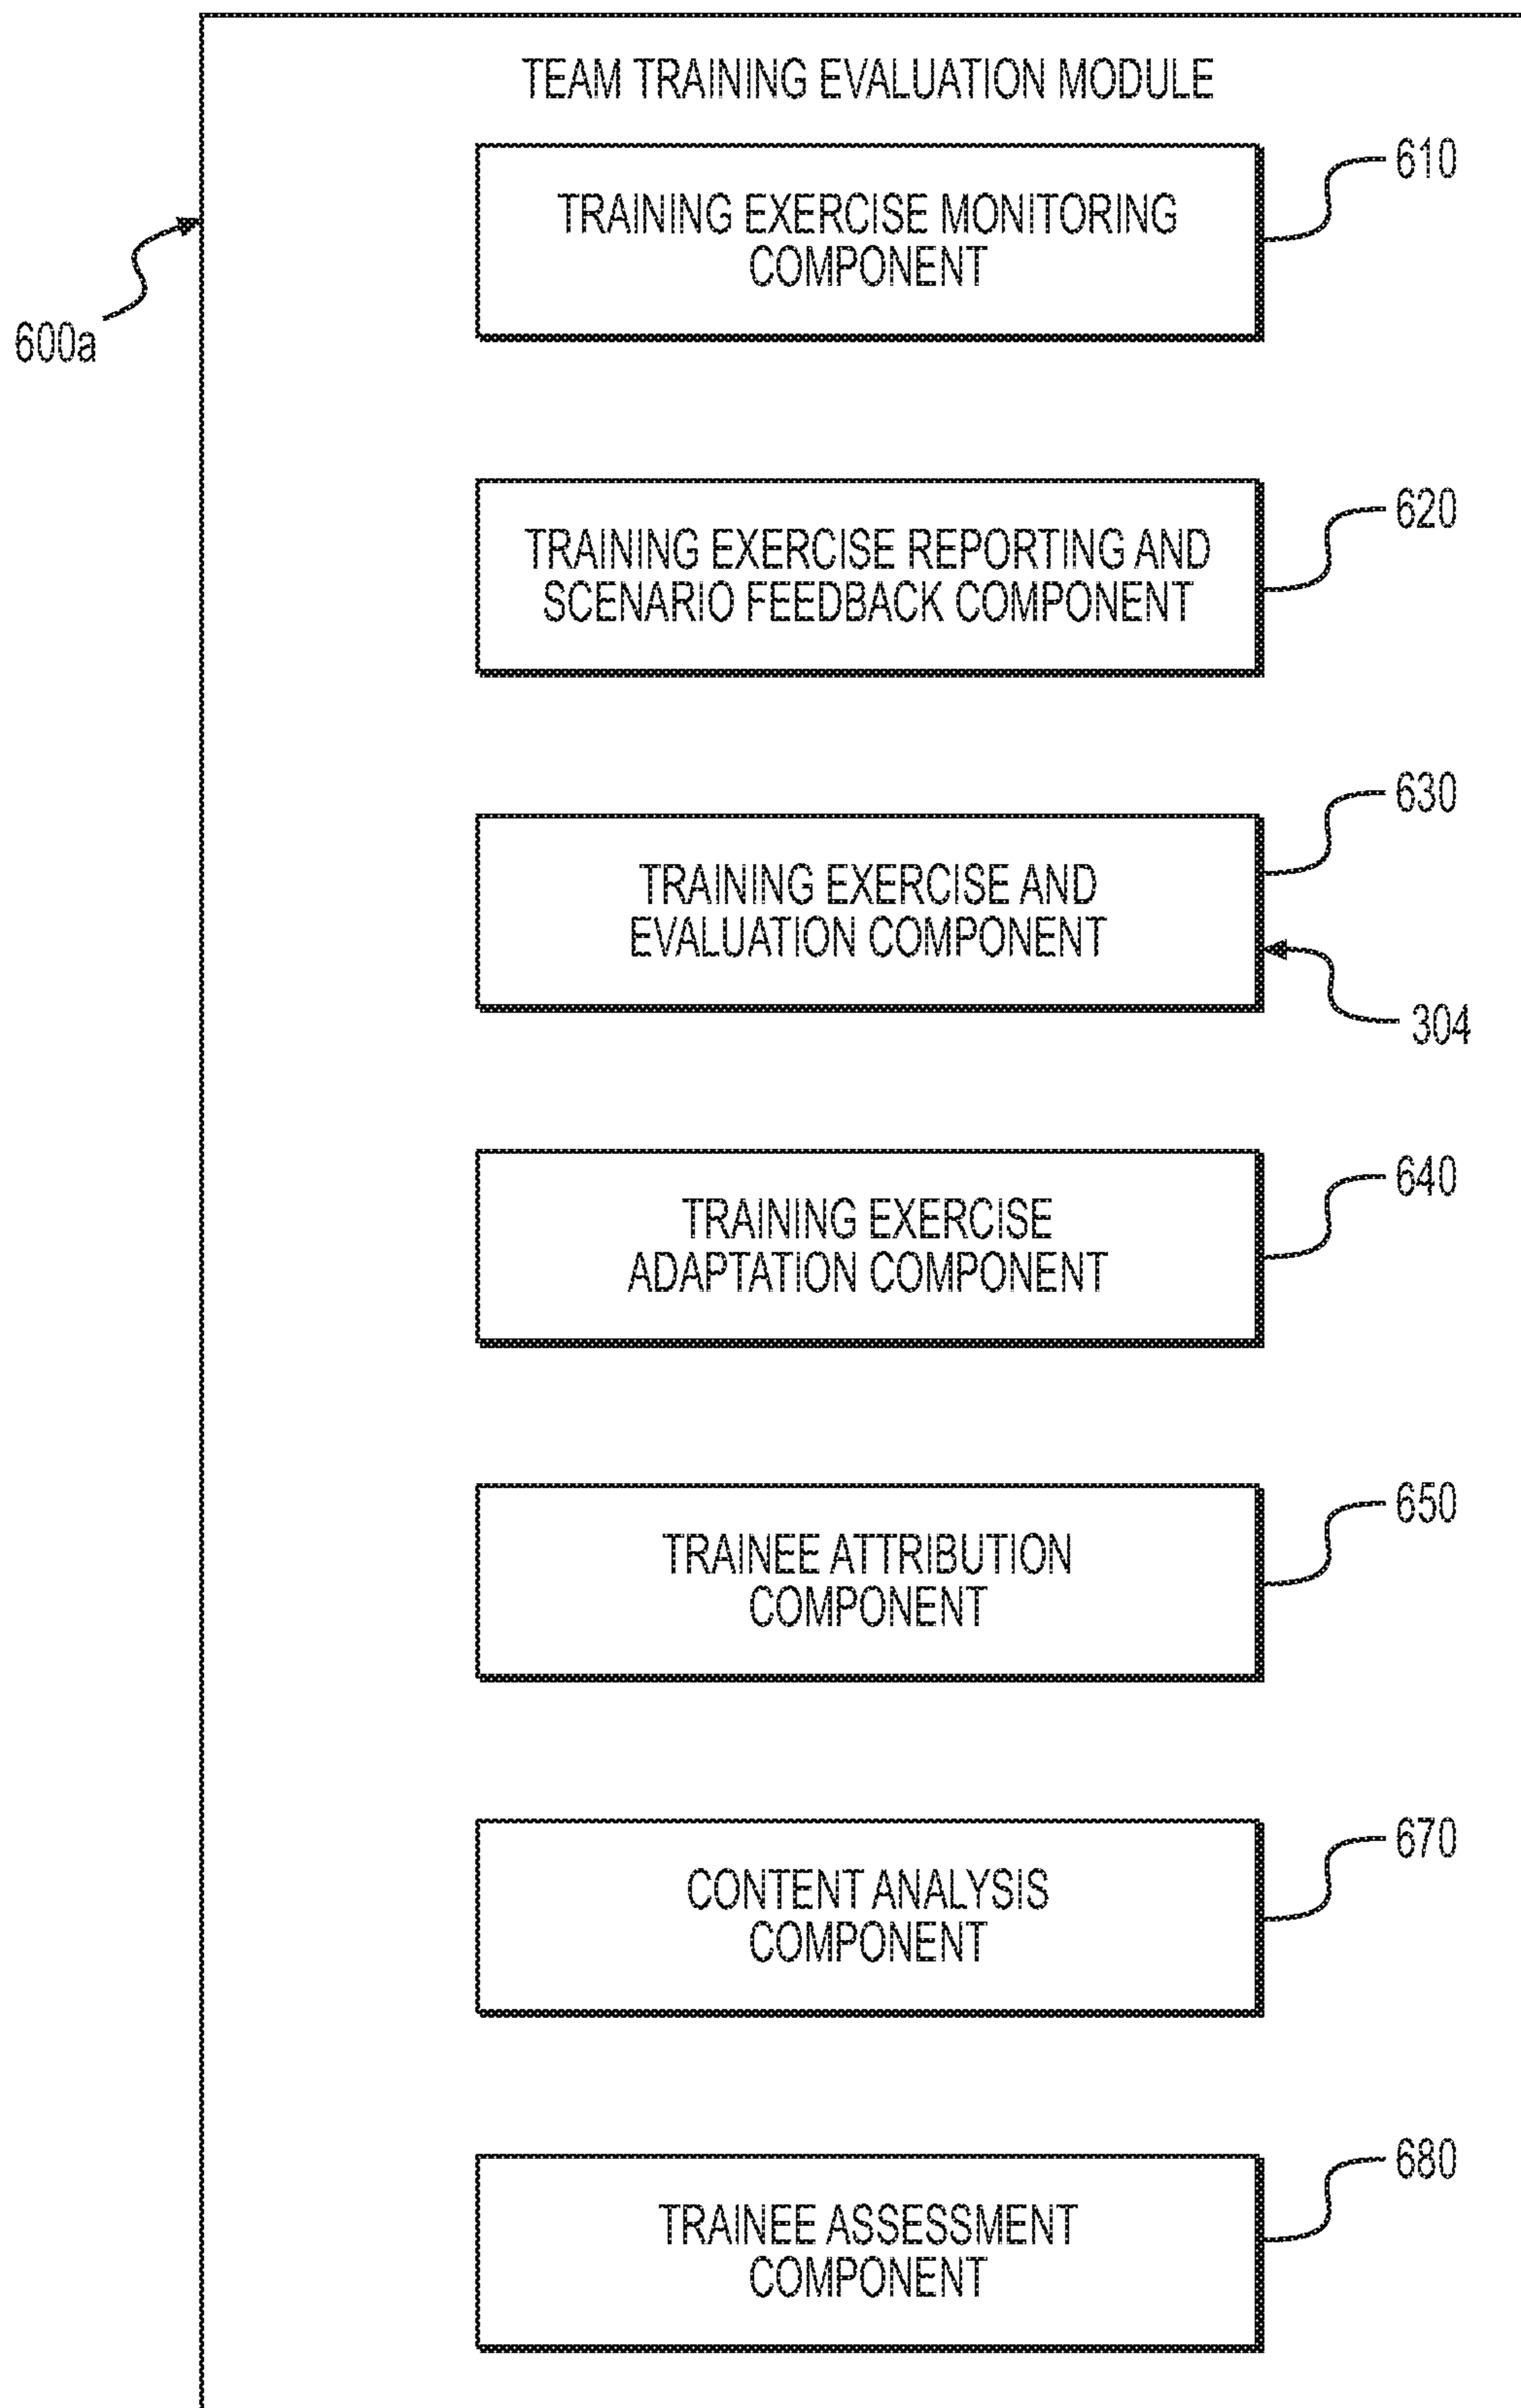 TEAM TRAINING EVALUATION MODULE
610
TRAINING EXERCISE MONITORING
COMPONENT
600a
620
TRAINING EXERCISE REPORTING AND
SCENARIO FEEDBACK COMPONENT
630
TRAINING EXERCISE AND
EVALUATION COMPONENT
304
640
TRAINING EXERCISE
ADAPTATION COMPONENT
650
TRAINEE ATTRIBUTION
COMPONENT
670
CONTENT ANALYSIS
COMPONENT
680
TRAINEE ASSESSMENT
COMPONENT